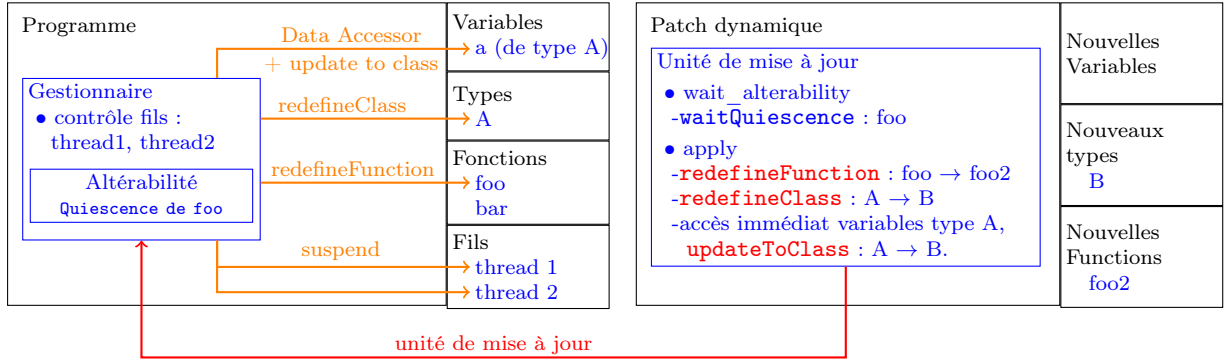 Programme
Data Accessor
+ update to class
redefineClass
redefineFunction
suspend
Gestionnaire
● contrôle fils :
thread1, thread2
Altérabilité
Quiescence de foo
Variables
a (de type A)
Types
A
Fonctions
foo
bar
Fils
thread 1
thread 2
Patch dynamique
Unité de mise à jour
● wait_alterability
-waitQuiescence : foo
● apply
-redefineFunction : foo → foo2
-redefineClass : A → B
-accès immédiat variables type A,
updateToClass : A → B.
Nouvelles
Variables
Nouveaux
types
B
Nouvelles
Functions
foo2
unité de mise à jour